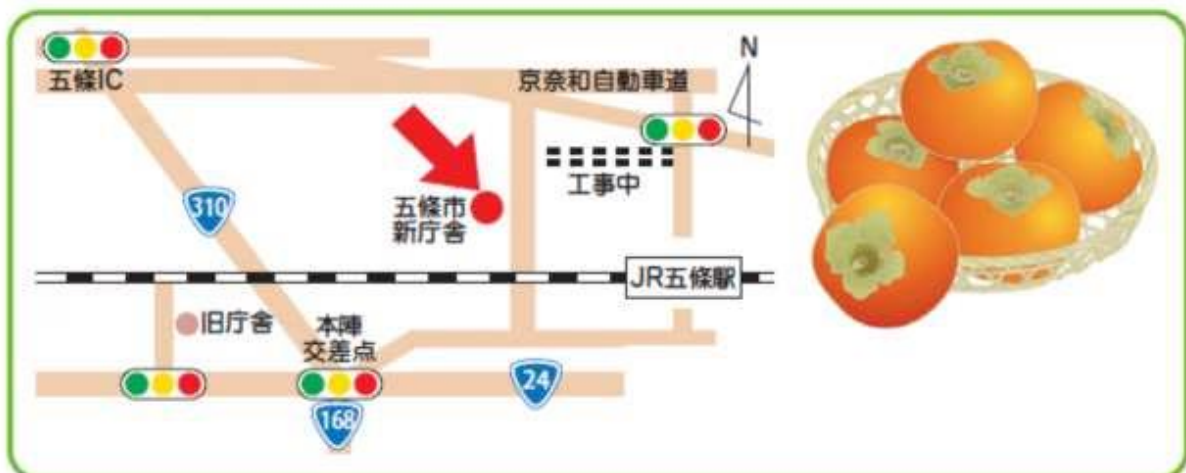 五條IC
京奈和自動車道
N
310
工事中
五條市
新庁舎
JR五條駅
旧庁舎
本陣
交差点
24
168